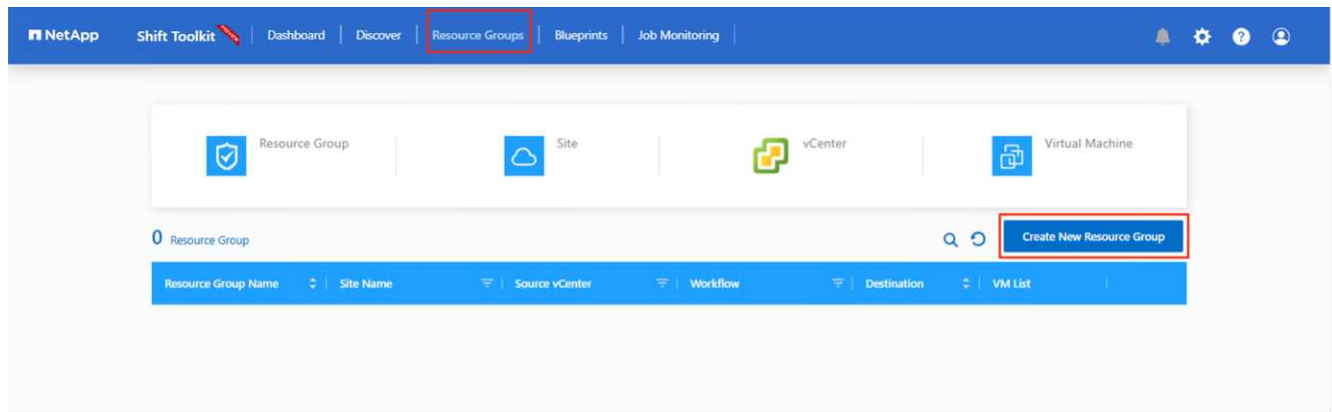 NetApp Shift Toolkit Dashboard Discover Resource Groups Blueprints Job Monitoring
Resource Group Site vCenter Virtual Machine
0 Resource Group Create New Resource Group
Resource Group Name Site Name Source vCenter Workflow Destination VM List